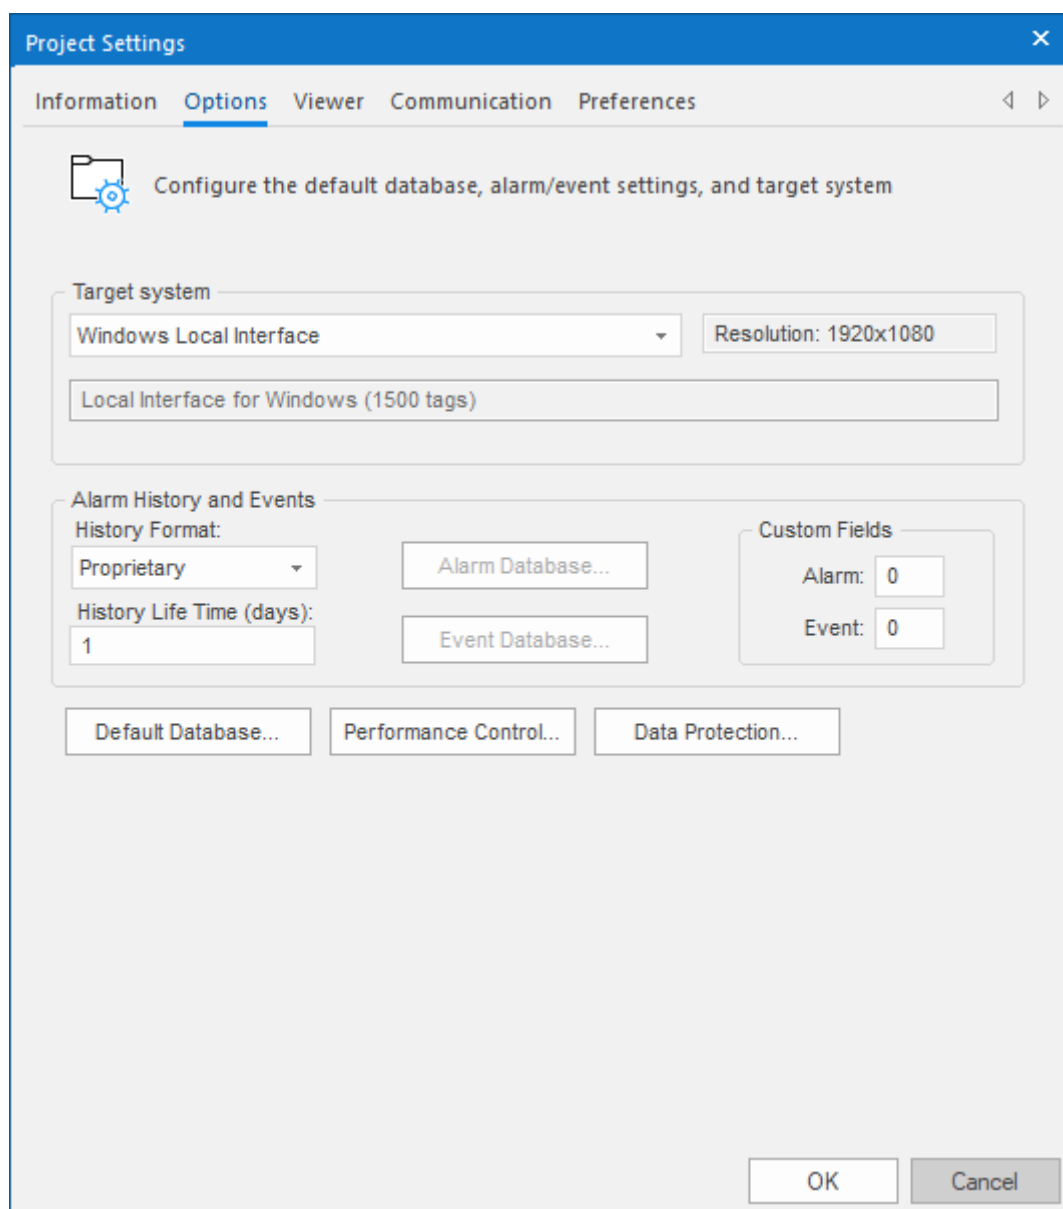 Project Settings
Information Options Viewer Communication Preferences
Configure the default database, alarm/event settings, and target system
Target system
Windows Local Interface
Resolution: 1920x1080
Local Interface for Windows (1500 tags)
Alarm History and Events
History Format:
Proprietary
Alarm Database...
History Life Time (days):
1
Event Database...
Custom Fields
Alarm: 0
Event: 0
Default Database... Performance Control... Data Protection...
OK Cancel